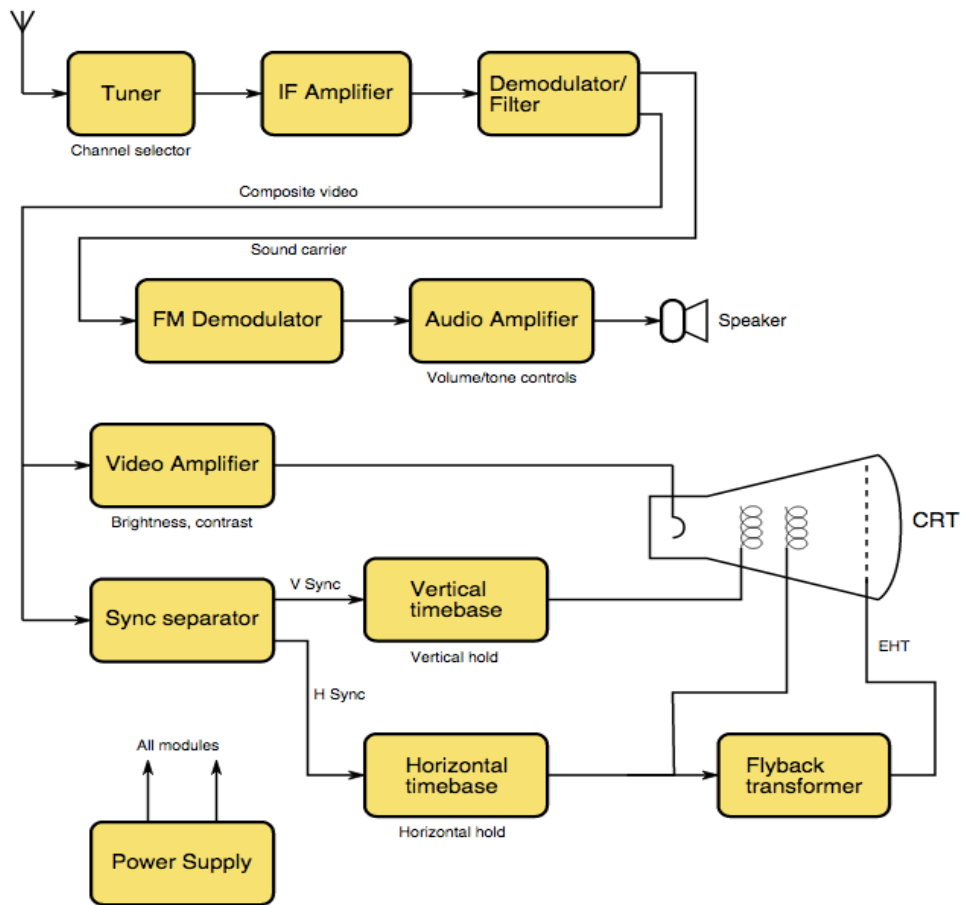 Tuner
Channel selector
IF Amplifier
Demodulator/
Filter
Composite video
Sound carrier
FM Demodulator
Audio Amplifier
Volume/tone controls
Speaker
Video Amplifier
Brightness, contrast
CRT
Sync separator
V Sync
Vertical
timebase
Vertical hold
EHT
H Sync
All modules
Horizontal
timebase
Horizontal hold
Flyback
transformer
Power Supply